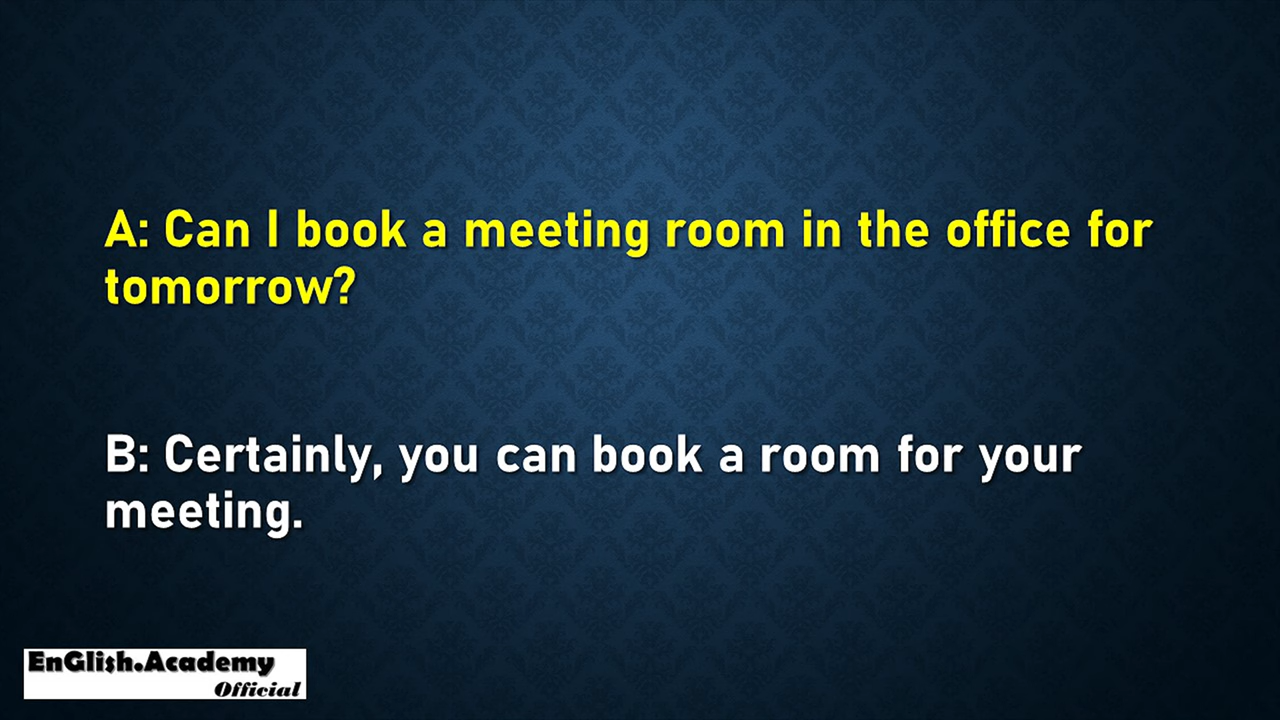 A: Can I book a meeting room in the office for
tomorrow?
B: Certainly, you can book a room for your
meeting.
EnGlish.Academy
Official